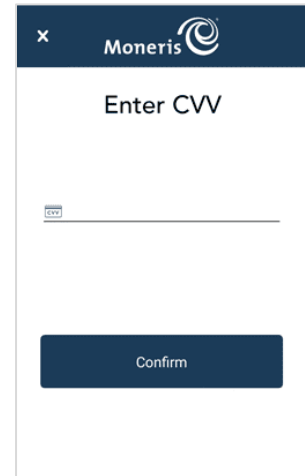 ×
Moneris
Enter CVV
CVV
Confirm